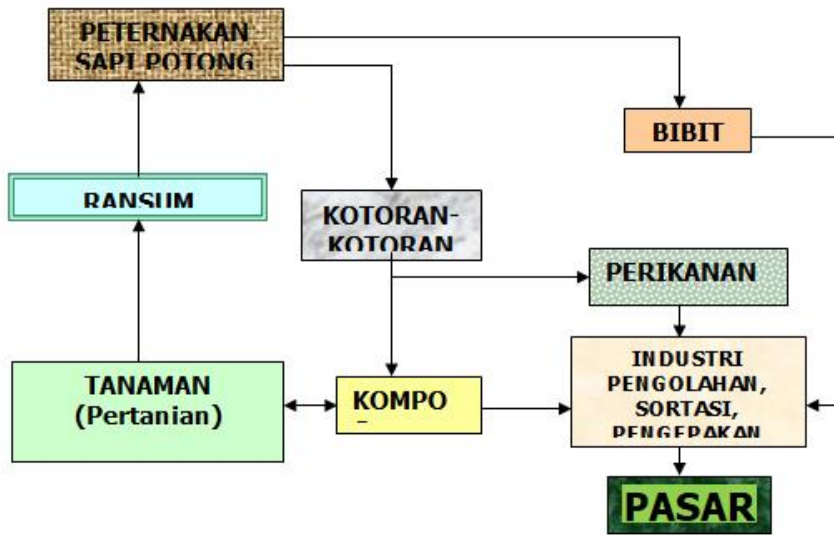 PETERNAKAN
SAPI POTONG
BIBIT
RANSUM
KOTORAN-
KOTORAN
PERIKANAN
TANAMAN
(Pertanian)
KOMPO
INDUSTRI
PENGOLAHAN,
SORTASI,
PENGEPAKAN
PASAR